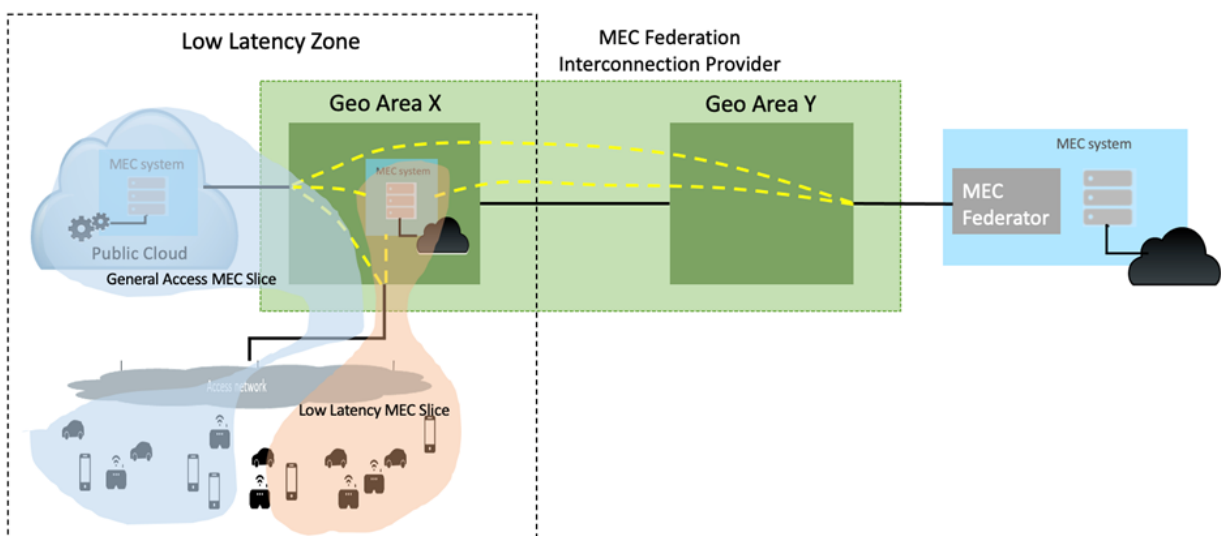 Low Latency Zone
MEC Federation
Interconnection Provider
Geo Area X
Geo Area Y
MEC system
MEC system
MEC system
MEC
Federator
Public Cloud
General Access MEC Slice
Access network
Low Latency MEC Slice